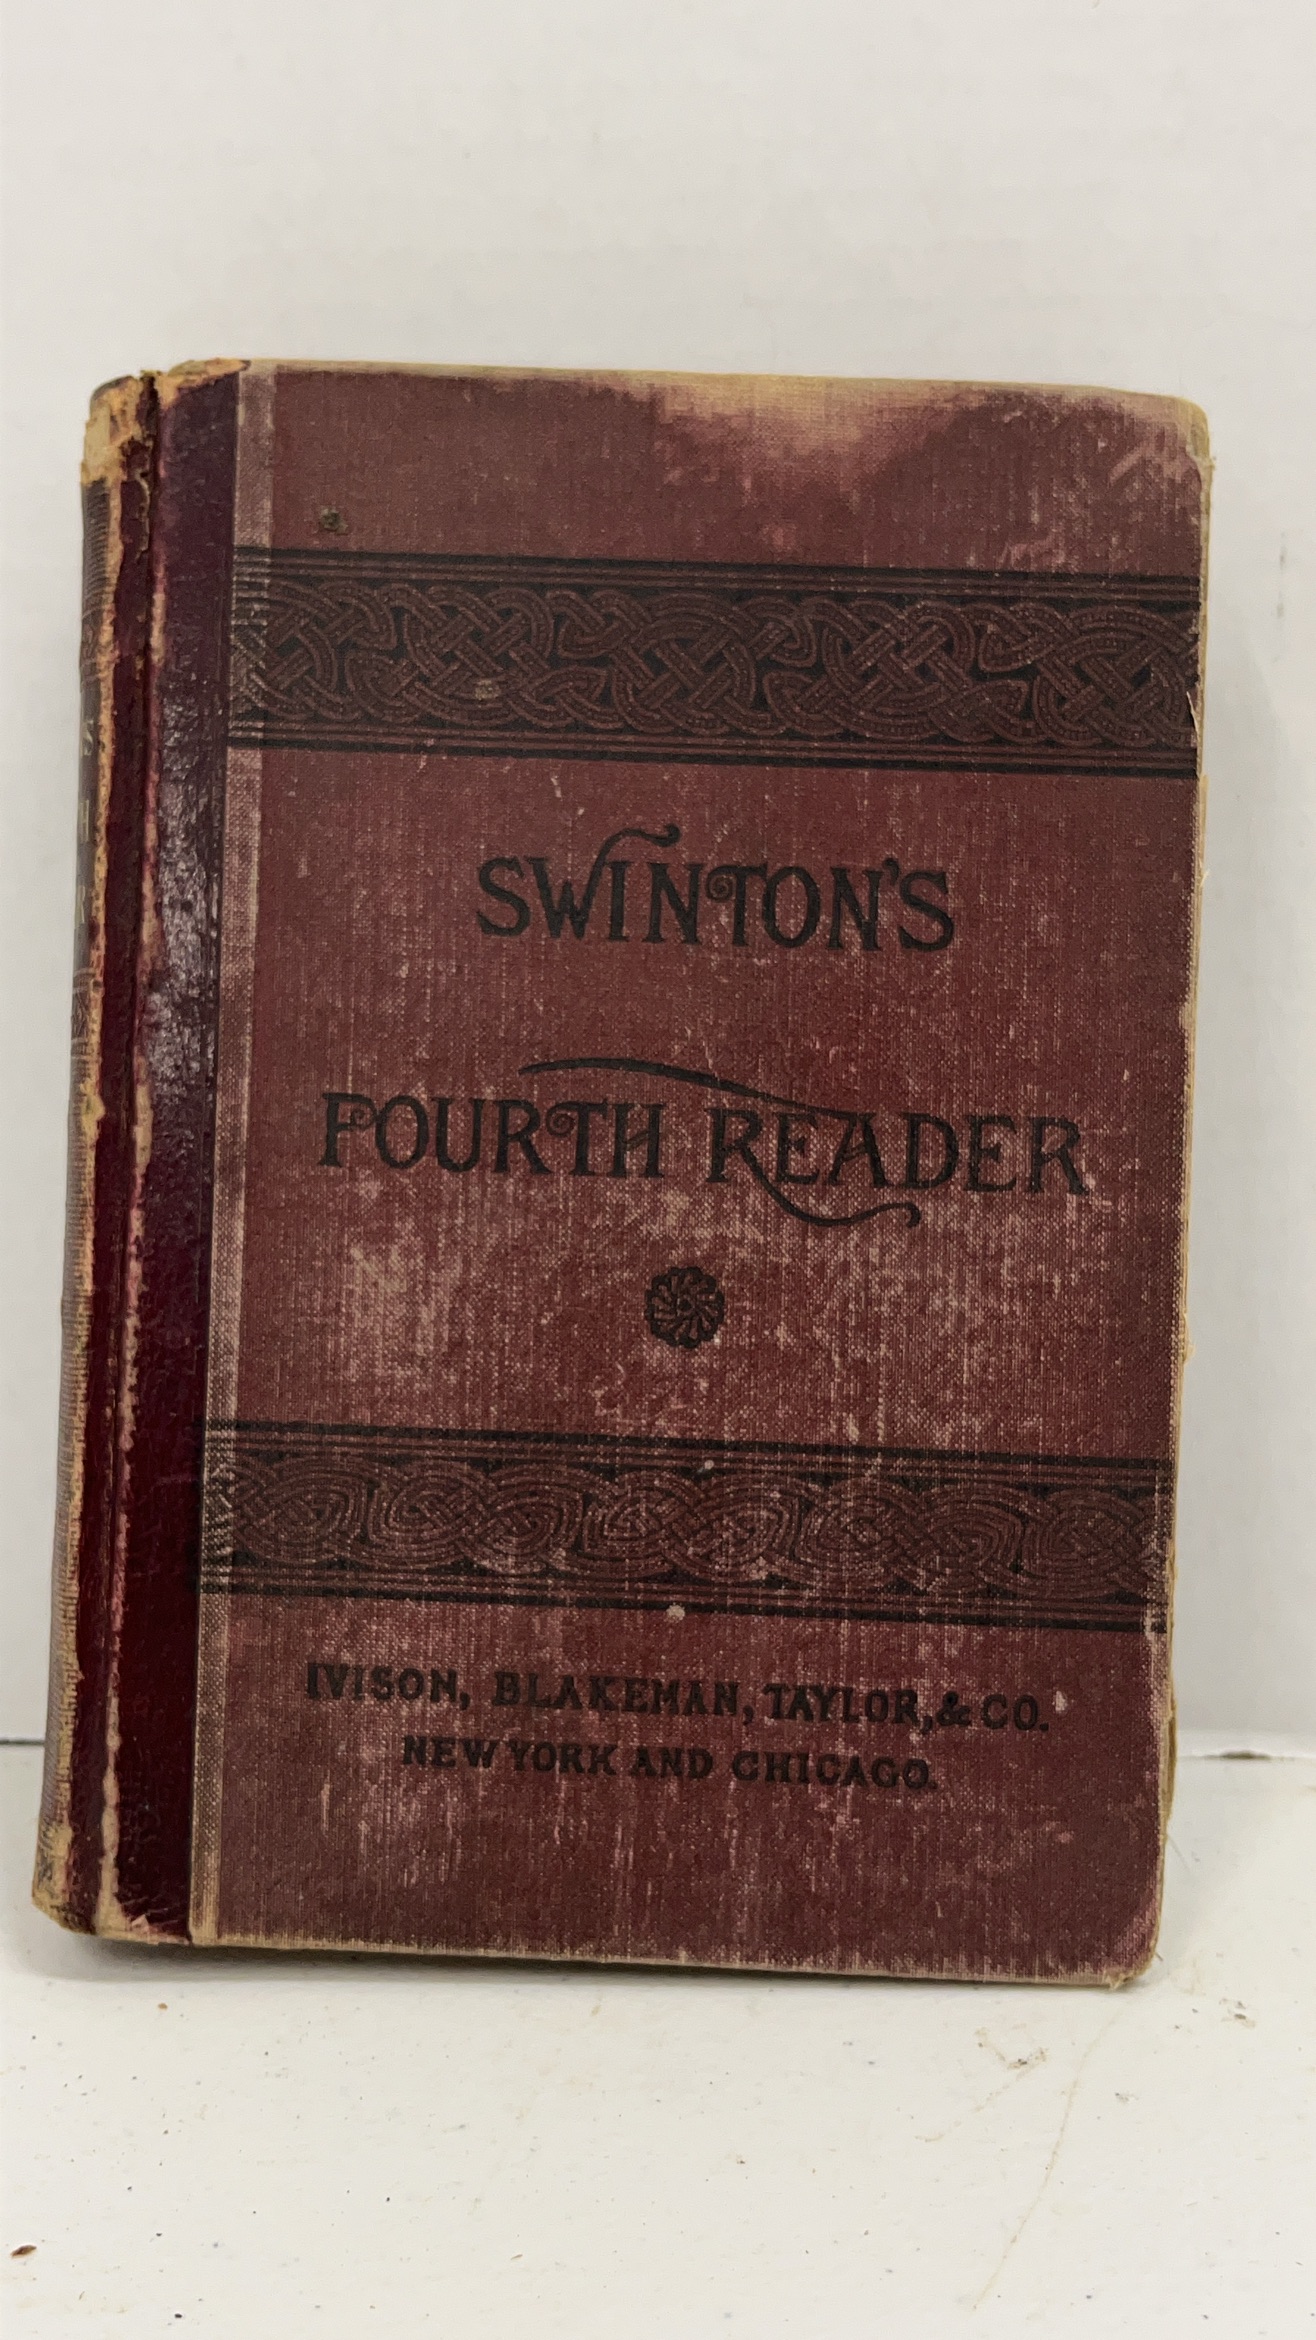 SWINTON'S
FOURTH READER
IVISON, BLAKEMAN, TAYLOR, & CO.
NEW YORK AND CHICAGO.